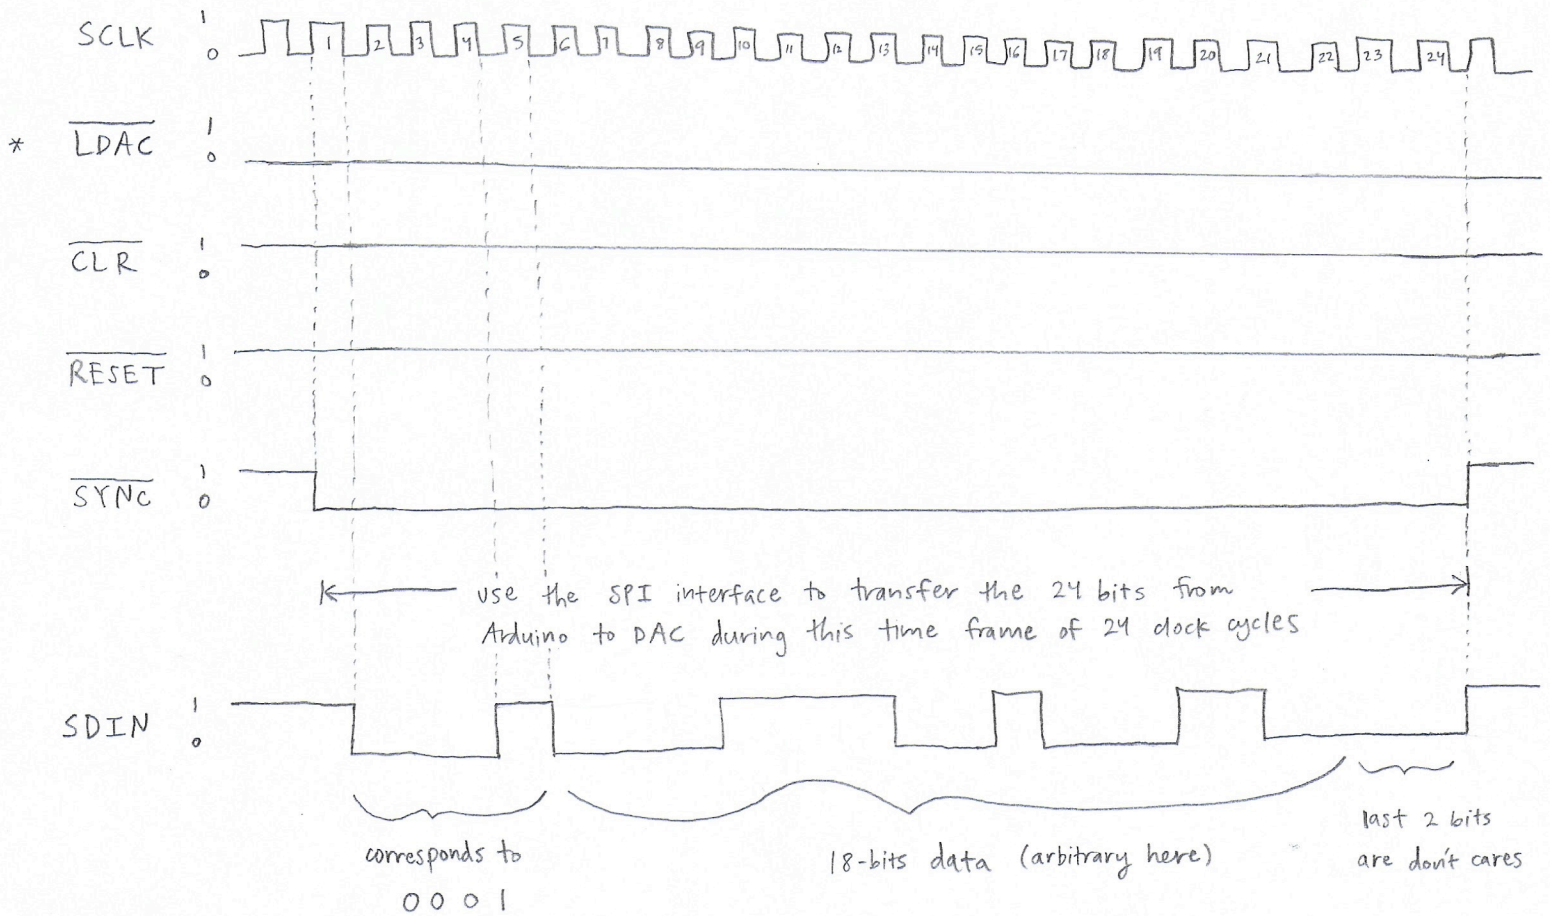 SCLK 1 0 1 2 3 4 5 6 7 8 9 10 11 12 13 14 15 16 17 18 19 20 21 22 23 24
* LDAC 1 0
CLR 1 0
RESET 1 0
SYNC 1 0
use the SPI interface to transfer the 24 bits from
Arduino to DAC during this time frame of 24 clock cycles
SDIN 1 0
corresponds to
0 0 0 1
18-bits data (arbitrary here)
last 2 bits
are don't cares